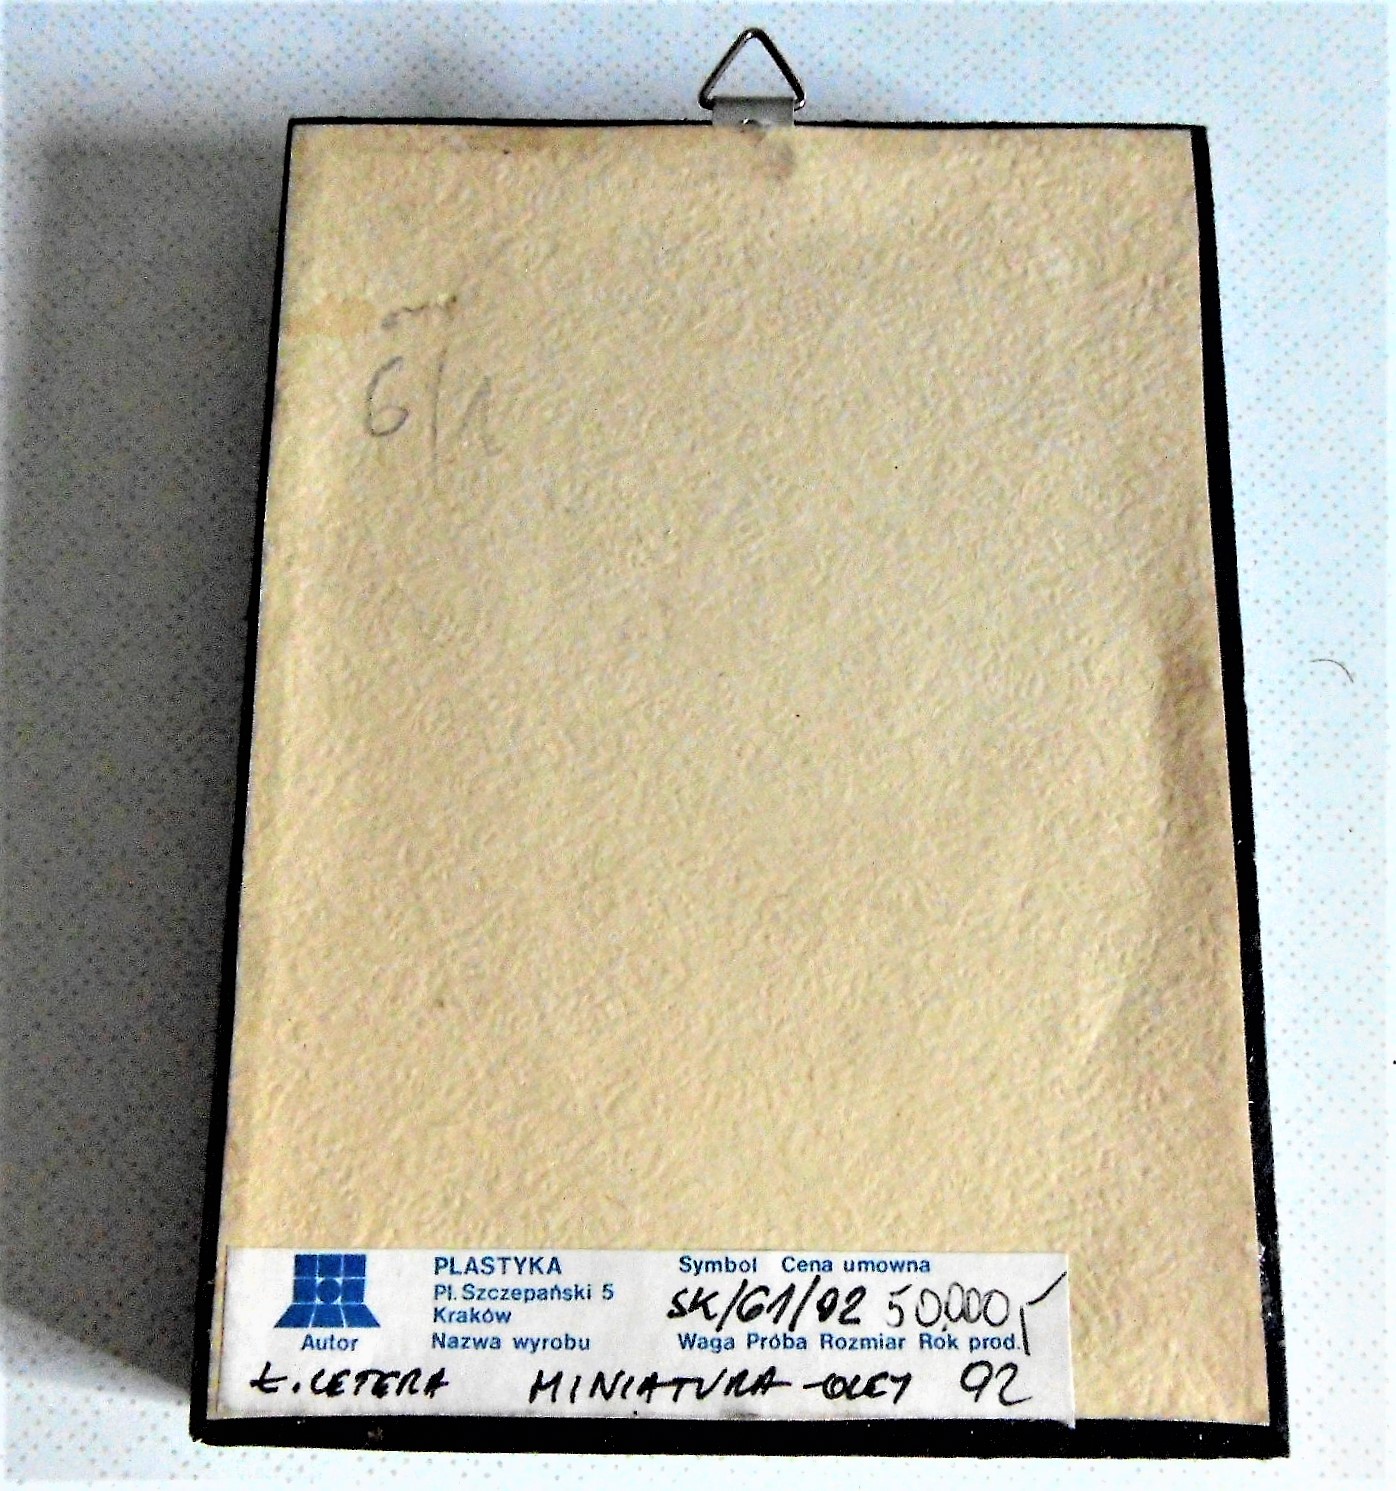 6/1
PLASTYKA
Pl. Szczepański 5
Kraków
Symbol Cena umowna
SK/61/92 50.000,-
Autor Nazwa wyrobu Waga Próba Rozmiar Rok prod.
Ł. CETERA MINIATURA - OLEJ 92